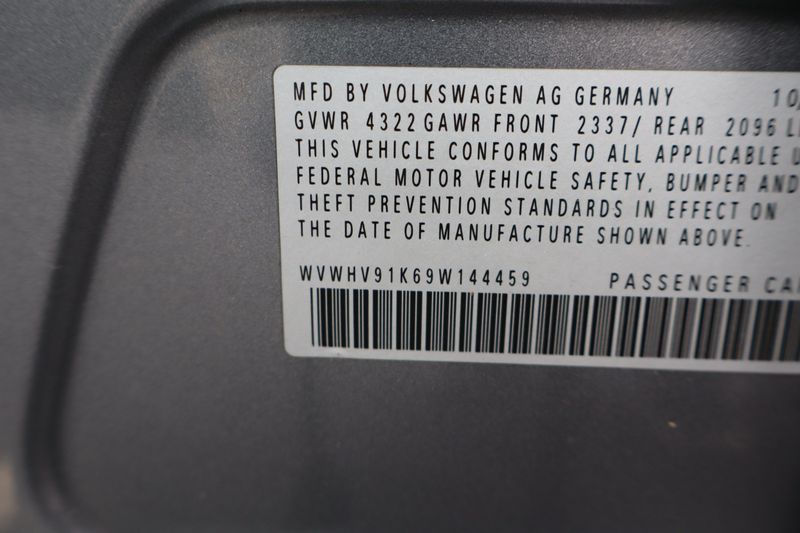 MFD BY VOLKSWAGEN AG GERMANY 10
GVWR 4322 GAWR FRONT 2337/ REAR 2096
THIS VEHICLE CONFORMS TO ALL APPLICABLE
FEDERAL MOTOR VEHICLE SAFETY, BUMPER AND
THEFT PREVENTION STANDARDS IN EFFECT ON
THE DATE OF MANUFACTURE SHOWN ABOVE.
WVWHV91K69W144459 PASSENGER